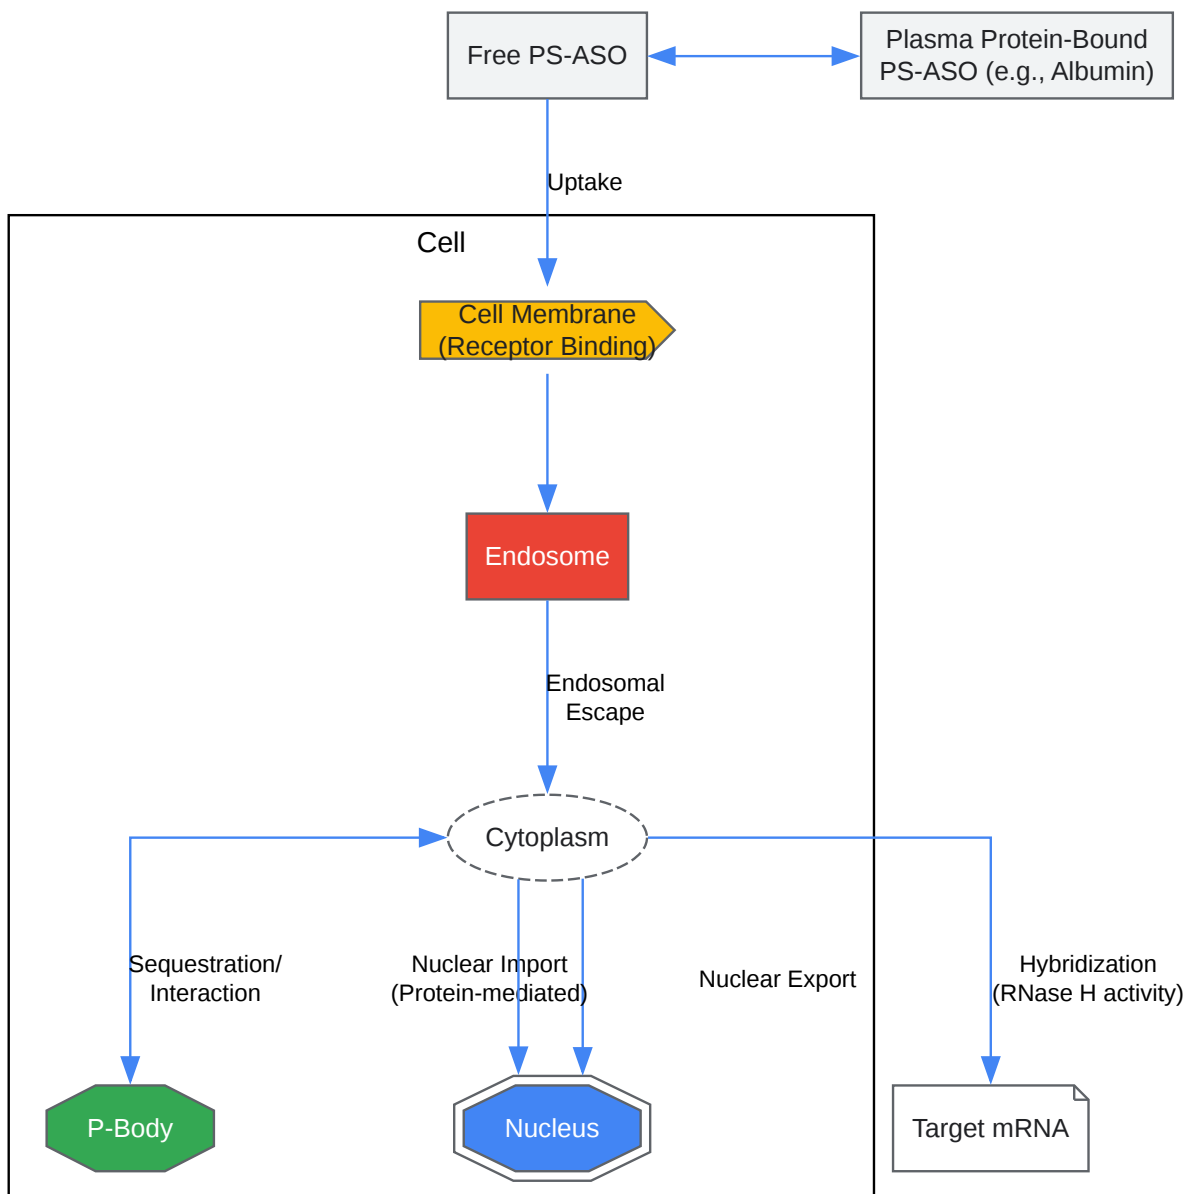 Free PS-ASO
Plasma Protein-Bound
PS-ASO (e.g., Albumin)
Uptake
Cell
Cell Membrane
(Receptor Binding)
Endosome
Endosomal
Escape
Cytoplasm
Sequestration/
Interaction
Nuclear Import
(Protein-mediated)
Nuclear Export
Hybridization
(RNase H activity)
P-Body
Nucleus
Target mRNA